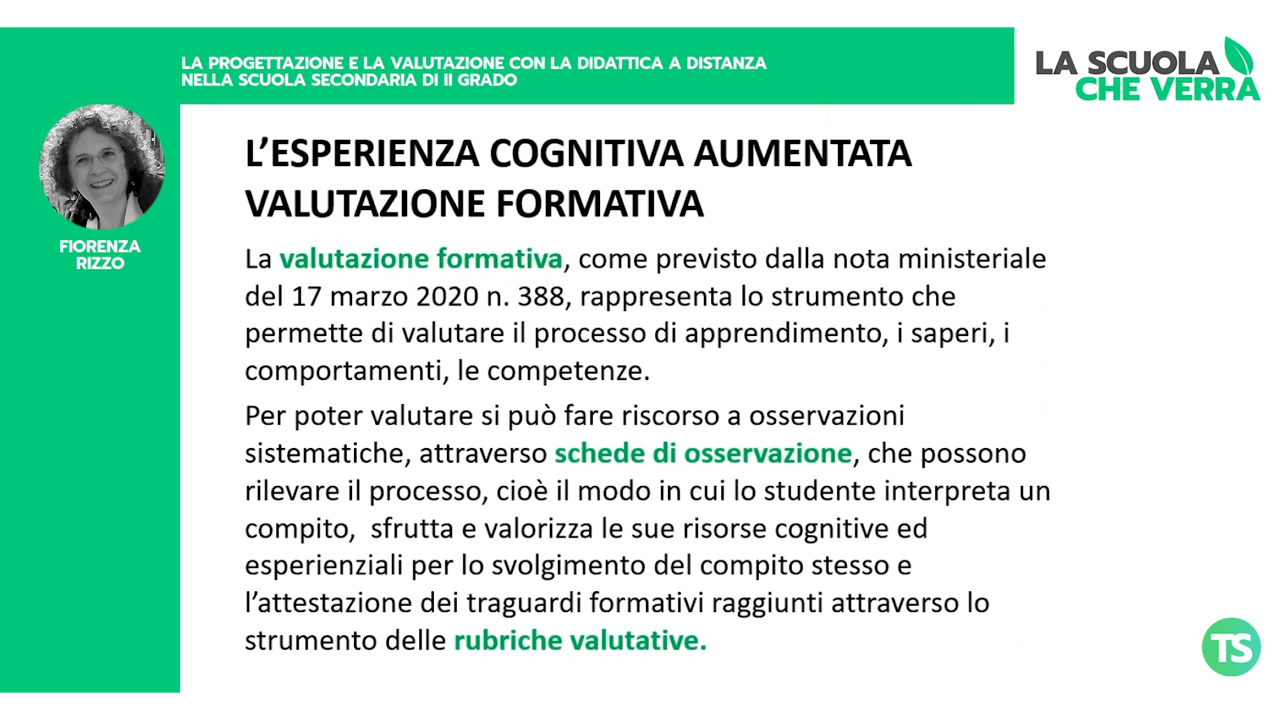 LA PROGETTAZIONE E LA VALUTAZIONE CON LA DIDATTICA A DISTANZA
NELLA SCUOLA SECONDARIA DI II GRADO
LA SCUOLA
CHE VERRA
FIORENZA
RIZZO
L'ESPERIENZA COGNITIVA AUMENTATA
VALUTAZIONE FORMATIVA
La valutazione formativa, come previsto dalla nota ministeriale
del 17 marzo 2020 n. 388, rappresenta lo strumento che
permette di valutare il processo di apprendimento, i saperi, i
comportamenti, le competenze.
Per poter valutare si può fare riscorso a osservazioni
sistematiche, attraverso schede di osservazione, che possono
rilevare il processo, cioè il modo in cui lo studente interpreta un
compito,  sfrutta e valorizza le sue risorse cognitive ed
esperienziali per lo svolgimento del compito stesso e
l'attestazione dei traguardi formativi raggiunti attraverso lo
strumento delle rubriche valutative.
TS